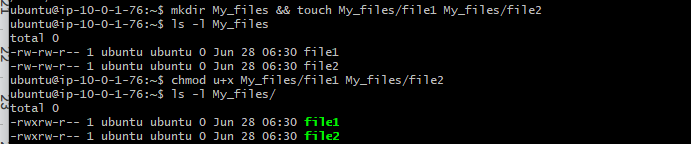 ubuntu@ip-10-0-1-76:~$ mkdir My_files && touch My_files/file1 My_files/file2
ubuntu@ip-10-0-1-76:~$ ls -l My_files
total 0
-rw-rw-r-- 1 ubuntu ubuntu 0 Jun 28 06:30 file1
-rw-rw-r-- 1 ubuntu ubuntu 0 Jun 28 06:30 file2
ubuntu@ip-10-0-1-76:~$ chmod u+x My_files/file1 My_files/file2
ubuntu@ip-10-0-1-76:~$ ls -l My_files/
total 0
-rwxrw-r-- 1 ubuntu ubuntu 0 Jun 28 06:30 file1
-rwxrw-r-- 1 ubuntu ubuntu 0 Jun 28 06:30 file2
22
23